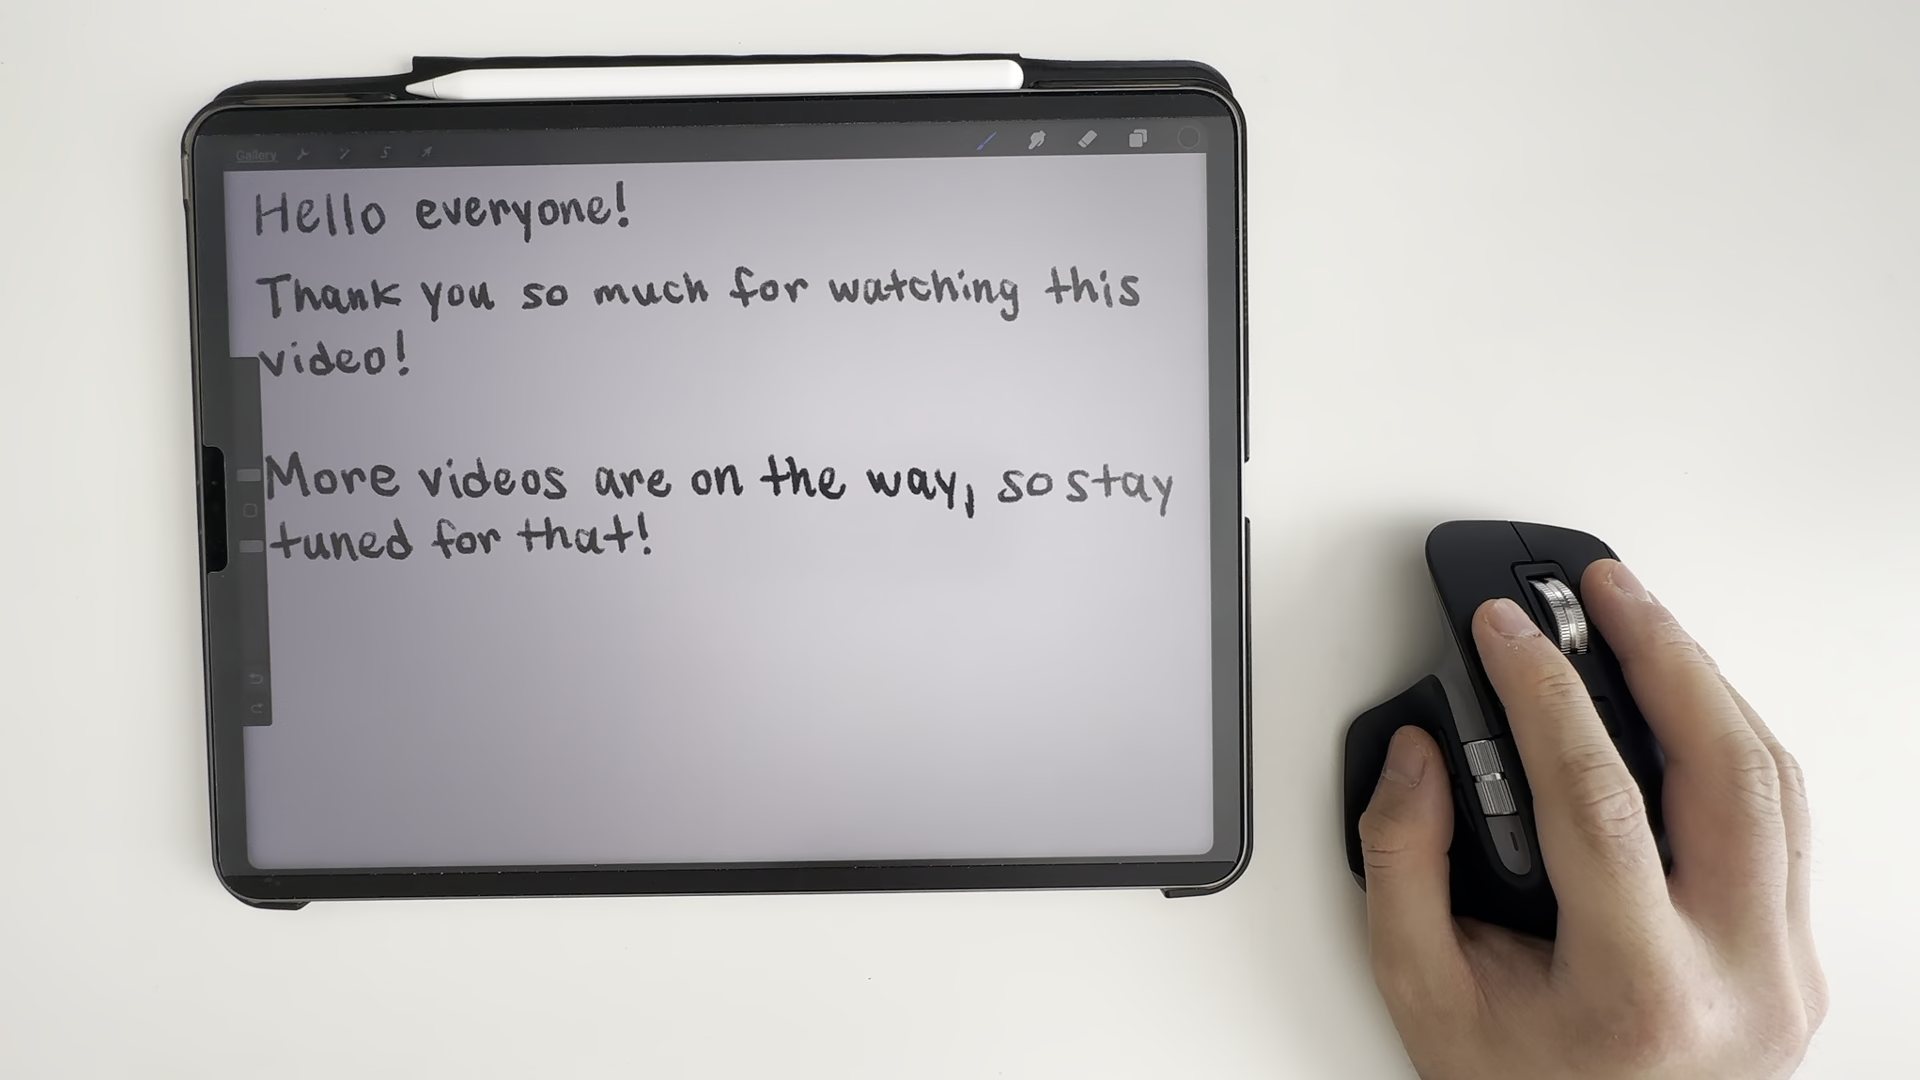 Gallery
Hello everyone!
Thank you so much for watching this
video!
More videos are on the way, so stay
tuned for that!